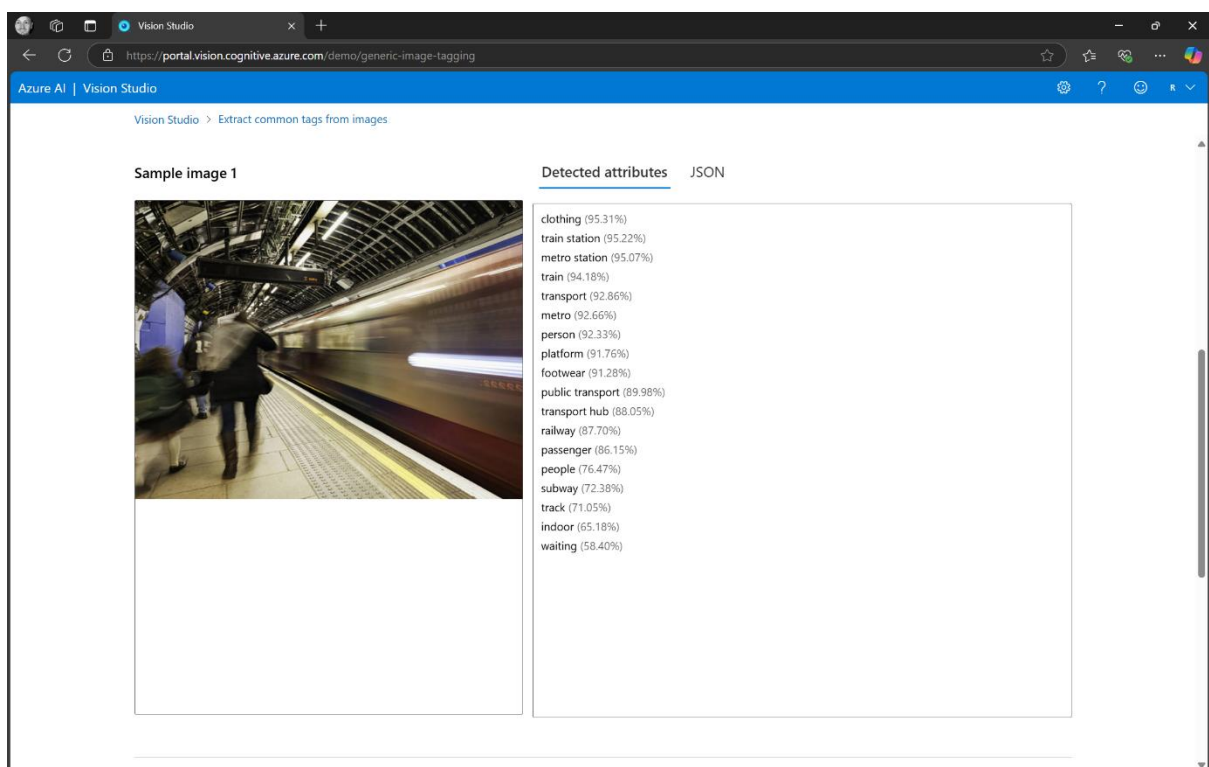 Vision Studio
https://portal.vision.cognitive.azure.com/demo/generic-image-tagging
Azure AI | Vision Studio
R
Vision Studio > Extract common tags from images
Sample image 1
Detected attributes
JSON
15
clothing (95.31%)
train station (95.22%)
metro station (95.07%)
train (94.18%)
transport (92.86%)
metro (92.66%)
person (92.33%)
platform (91.76%)
footwear (91.28%)
public transport (89.98%)
transport hub (88.05%)
railway (87.70%)
passenger (86.15%)
people (76.47%)
subway (72.38%)
track (71.05%)
indoor (65.18%)
waiting (58.40%)